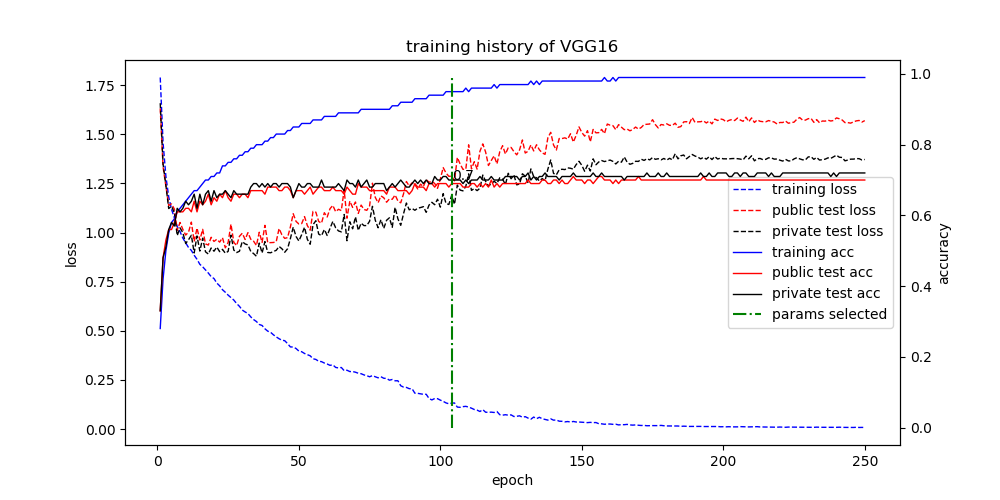 training history of VGG16
loss
1.75
1.50
1.25
1.00
0.75
0.50
0.25
0.00
0.7
1.0
0.8
0.6
0.4
0.2
0.0
accuracy
training loss
public test loss
private test loss
training acc
public test acc
private test acc
params selected
0
50
100
150
200
250
epoch